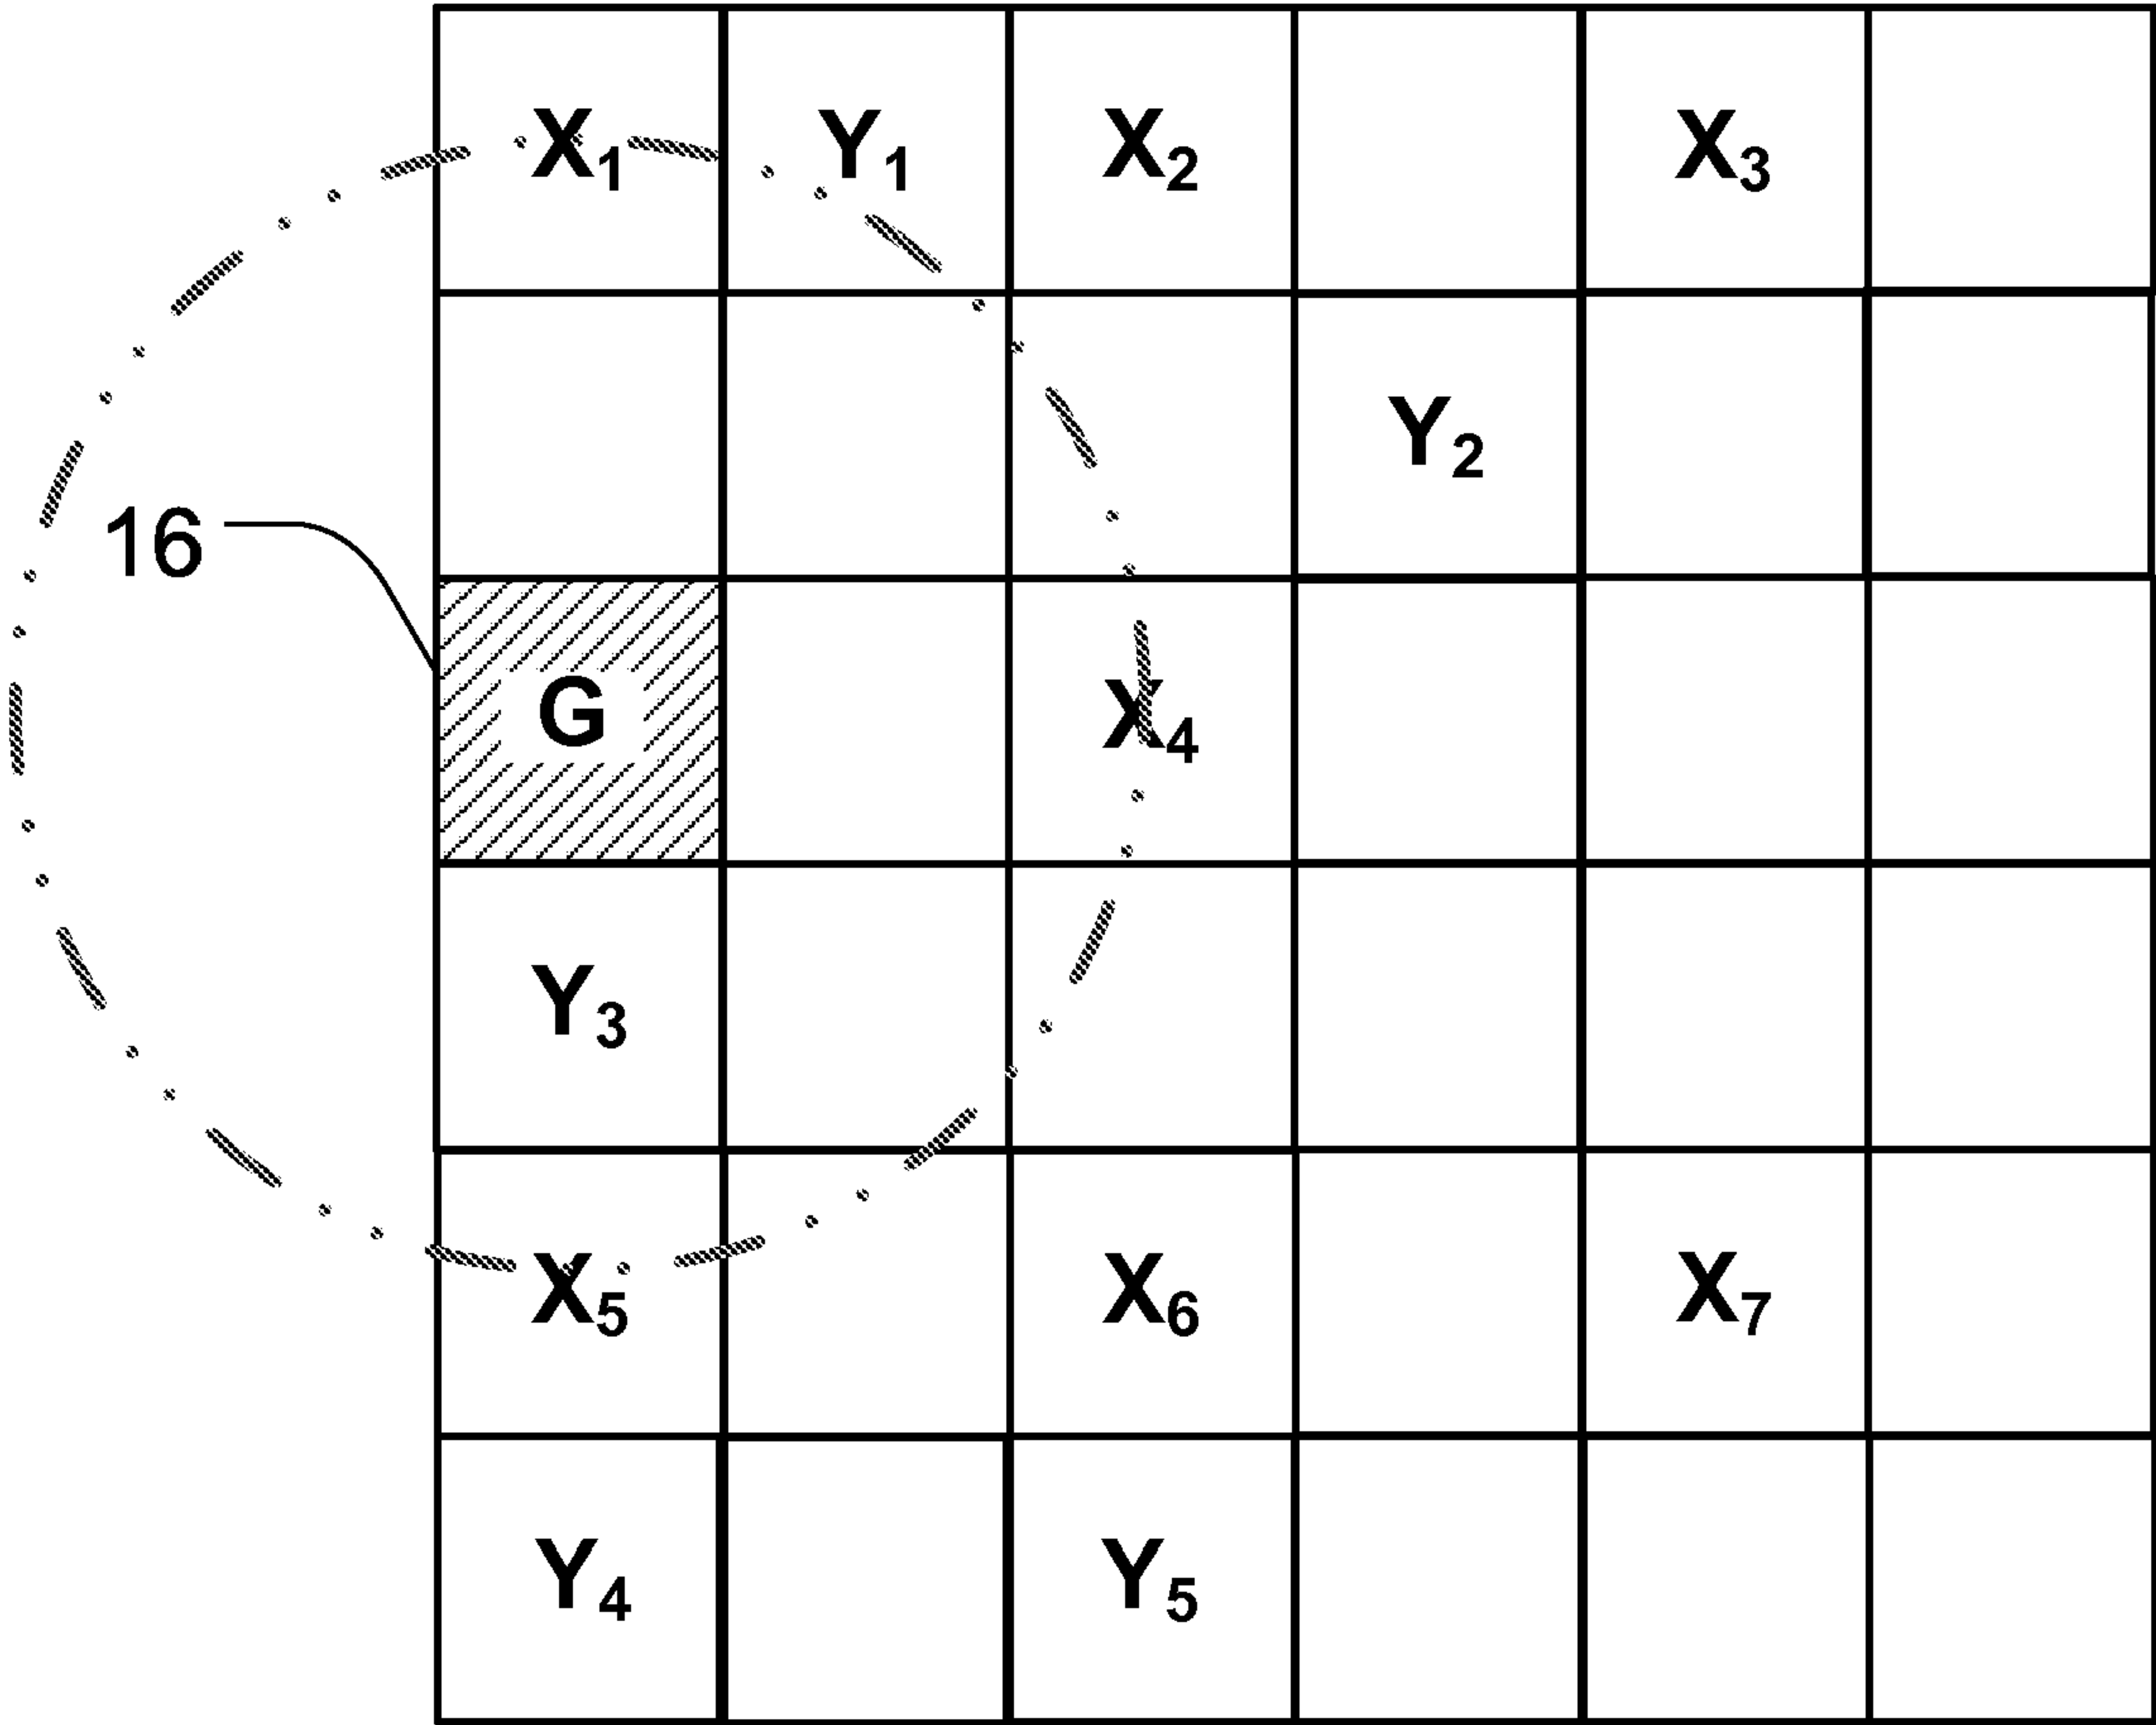 X₁ Y₁ X₂ X₃
Y₂
16
G X₄
Y₃
X₅ X₆ X₇
Y₄ Y₅